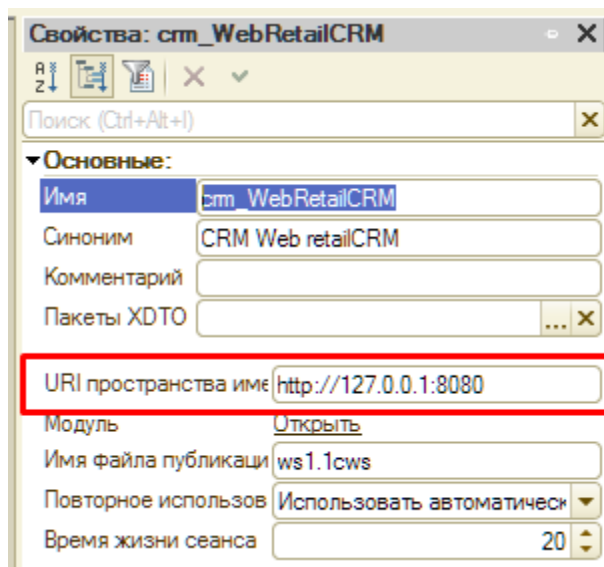 Свойства: crm_WebRetailCRM
Поиск (Ctrl+Alt+I)
Основные:
Имя crm_WebRetailCRM
Синоним CRM Web retailCRM
Комментарий
Пакеты XDTO ...
URI пространства име http://127.0.0.1:8080
Модуль Открыть
Имя файла публикаци ws1.1cws
Повторное использов Использовать автоматическ
Время жизни сеанса 20